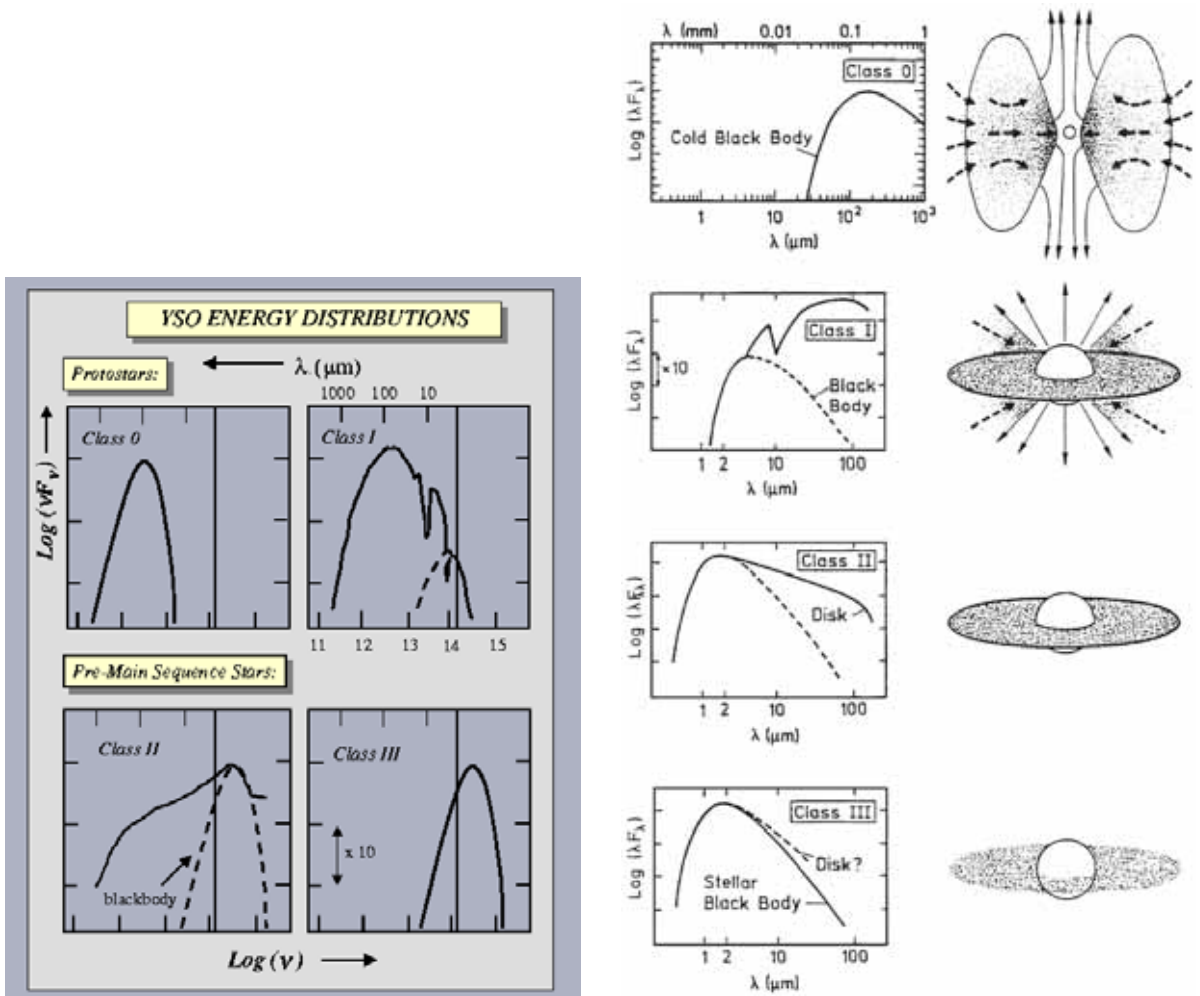 YSO ENERGY DISTRIBUTIONS
λ (μm)
Protostars:
1000 100 10
Class 0
Class I
Log (νFν)
11 12 13 14 15
Pre-Main Sequence Stars:
Class II
Class III
x 10
blackbody
Log (ν)
λ (mm) 0.01 0.1 1
Class 0
Log (λFλ)
Cold Black Body
1 10 10² 10³
λ (μm)
Class I
Log (λFλ)
x 10
Black
Body
1 2 10 100
λ (μm)
Class II
Log (λFλ)
Disk
1 2 10 100
λ (μm)
Class III
Log (λFλ)
Disk?
Stellar
Black Body
1 2 10 100
λ (μm)